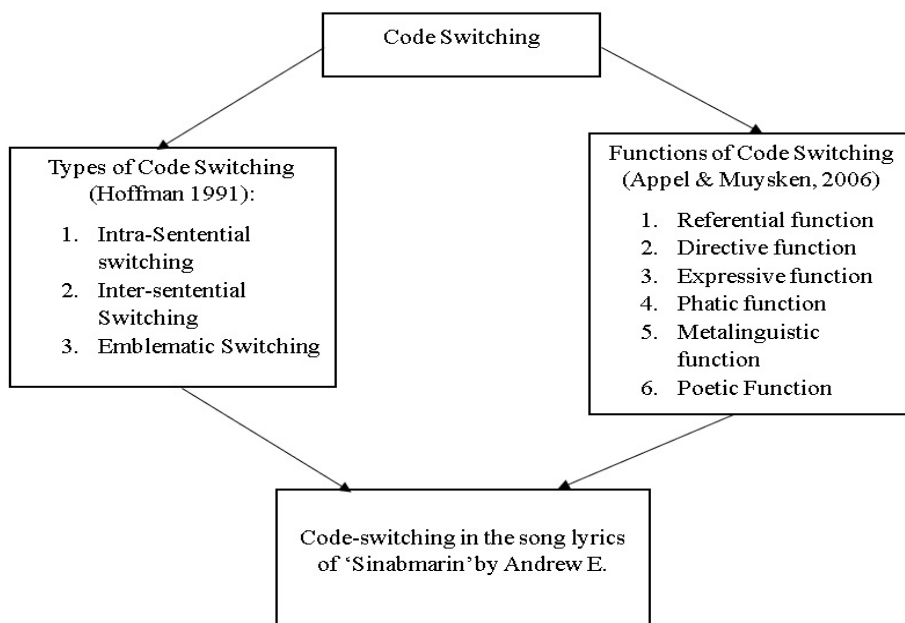 Code Switching
Types of Code Switching
(Hoffman 1991):
1. Intra-Sentential
switching
2. Inter-sentential
Switching
3. Emblematic Switching
Functions of Code Switching
(Appel & Muysken, 2006)
1. Referential function
2. Directive function
3. Expressive function
4. Phatic function
5. Metalinguistic
function
6. Poetic Function
Code-switching in the song lyrics
of ‘Sinabmarin’by Andrew E.